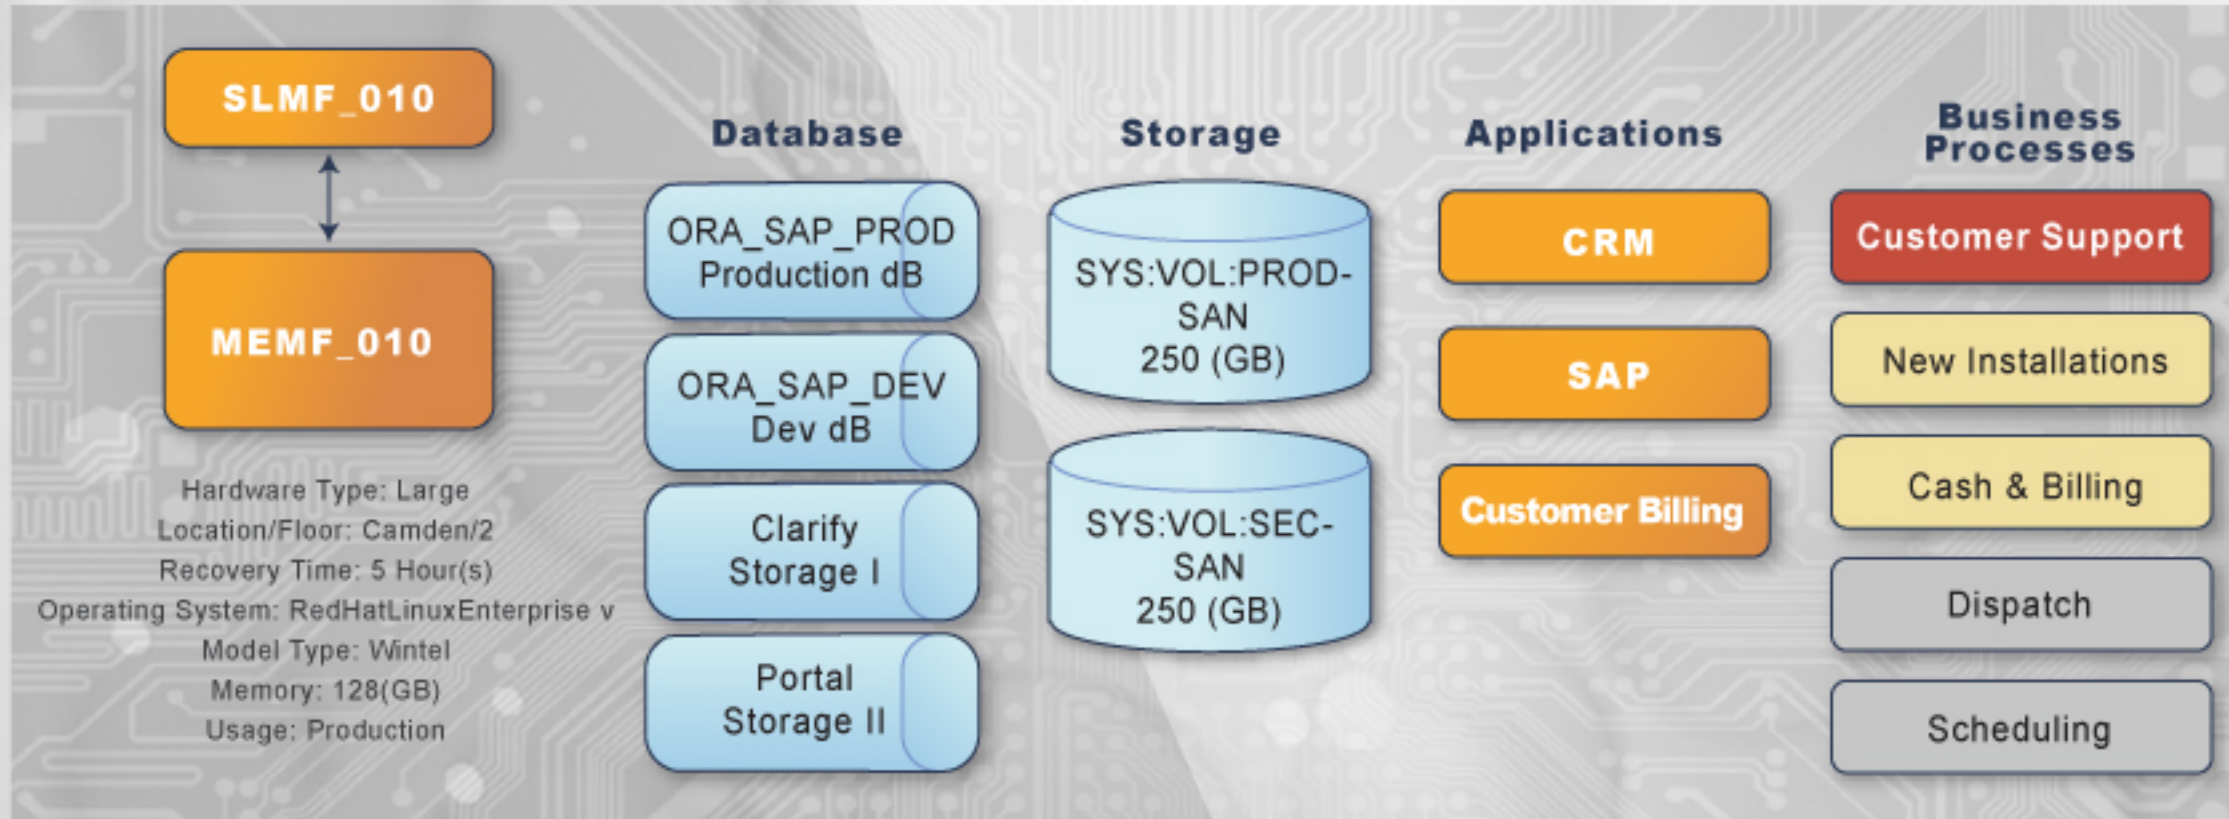 SLMF_010
MEMF_010
Hardware Type: Large
Location/Floor: Camden/2
Recovery Time: 5 Hour(s)
Operating System: RedHatLinuxEnterprise v
Model Type: Wintel
Memory: 128(GB)
Usage: Production
Database
ORA_SAP_PROD
Production dB
ORA_SAP_DEV
Dev dB
Clarify
Storage I
Portal
Storage II
Storage
SYS:VOL:PROD-
SAN
250 (GB)
SYS:VOL:SEC-
SAN
250 (GB)
Applications
CRM
SAP
Customer Billing
Business
Processes
Customer Support
New Installations
Cash & Billing
Dispatch
Scheduling